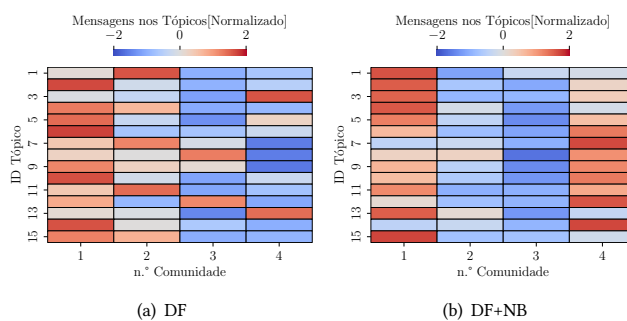 Mensagens nos Tópicos[Normalizado]
−2 0 2
1
3
5
7
9
11
13
15
ID Tópico
1 2 3 4
n.° Comunidade
(a) DF
Mensagens nos Tópicos[Normalizado]
−2 0 2
1
3
5
7
9
11
13
15
ID Tópico
1 2 3 4
n.° Comunidade
(b) DF+NB